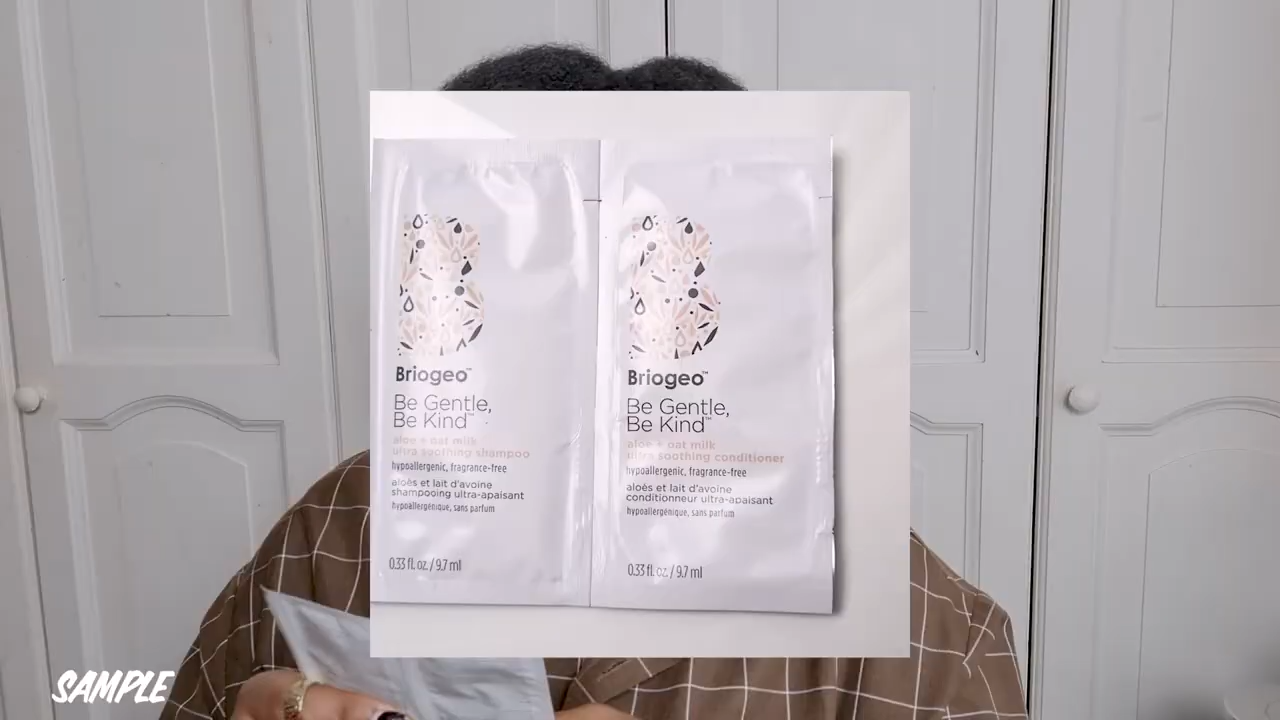 Briogeo™
Be Gentle,
Be Kind™
aloe + oat milk
ultra soothing shampoo
hypoallergenic, fragrance-free
aloès et lait d'avoine
shampooing ultra-apaisant
hypoallergénique, sans parfum
0.33 fl. oz. / 9.7 ml
Briogeo™
Be Gentle,
Be Kind™
aloe + oat milk
ultra soothing conditioner
hypoallergenic, fragrance-free
aloès et lait d'avoine
conditionneur ultra-apaisant
hypoallergénique, sans parfum
0.33 fl. oz. / 9.7 ml
SAMPLE